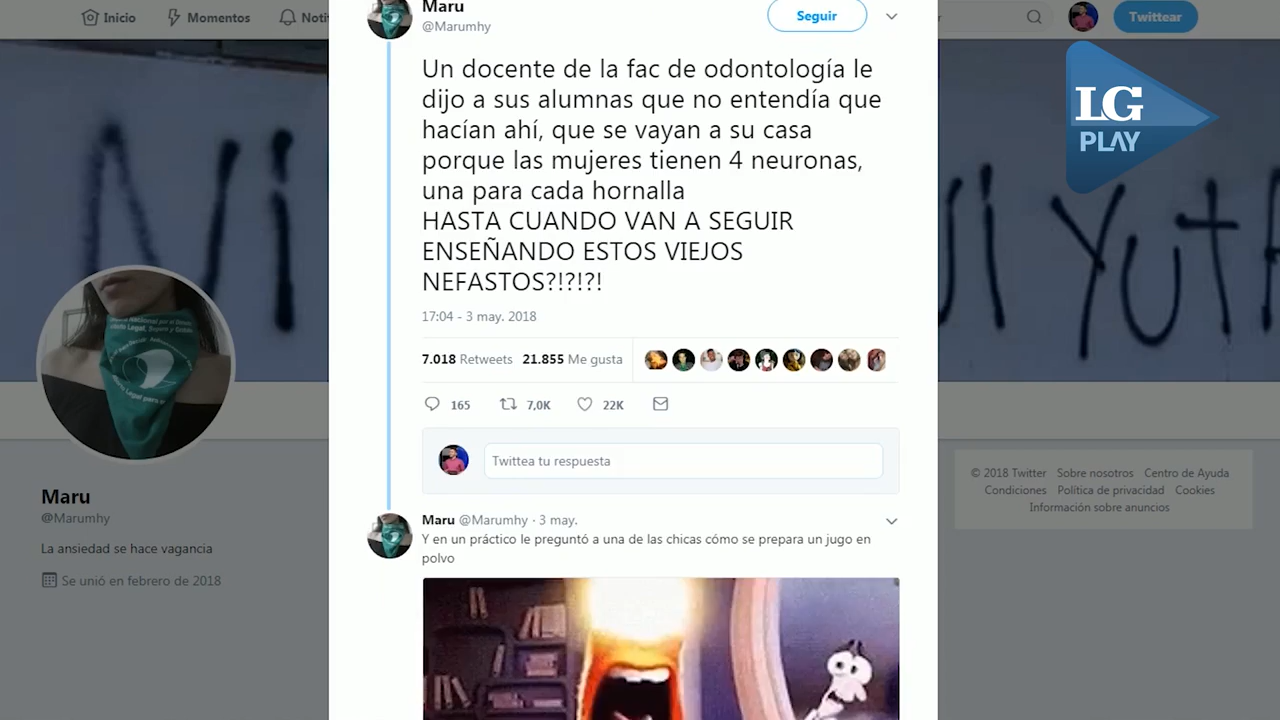 Inicio
Momentos
Noti
Maru
@Marumhy
Seguir
Twittear
LG
PLAY
Un docente de la fac de odontología le
dijo a sus alumnas que no entendía que
hacían ahí, que se vayan a su casa
porque las mujeres tienen 4 neuronas,
una para cada hornalla
HASTA CUANDO VAN A SEGUIR
ENSEÑANDO ESTOS VIEJOS
NEFASTOS?!?!?!
17:04 - 3 may. 2018
7.018 Retweets 21.855 Me gusta
165 7,0K 22K
Twittea tu respuesta
Maru @Marumhy · 3 may.
Y en un práctico le preguntó a una de las chicas cómo se prepara un jugo en
polvo
Ni
YUTA
Maru
@Marumhy
La ansiedad se hace vagancia
Se unió en febrero de 2018
© 2018 Twitter Sobre nosotros Centro de Ayuda
Condiciones Política de privacidad Cookies
Información sobre anuncios